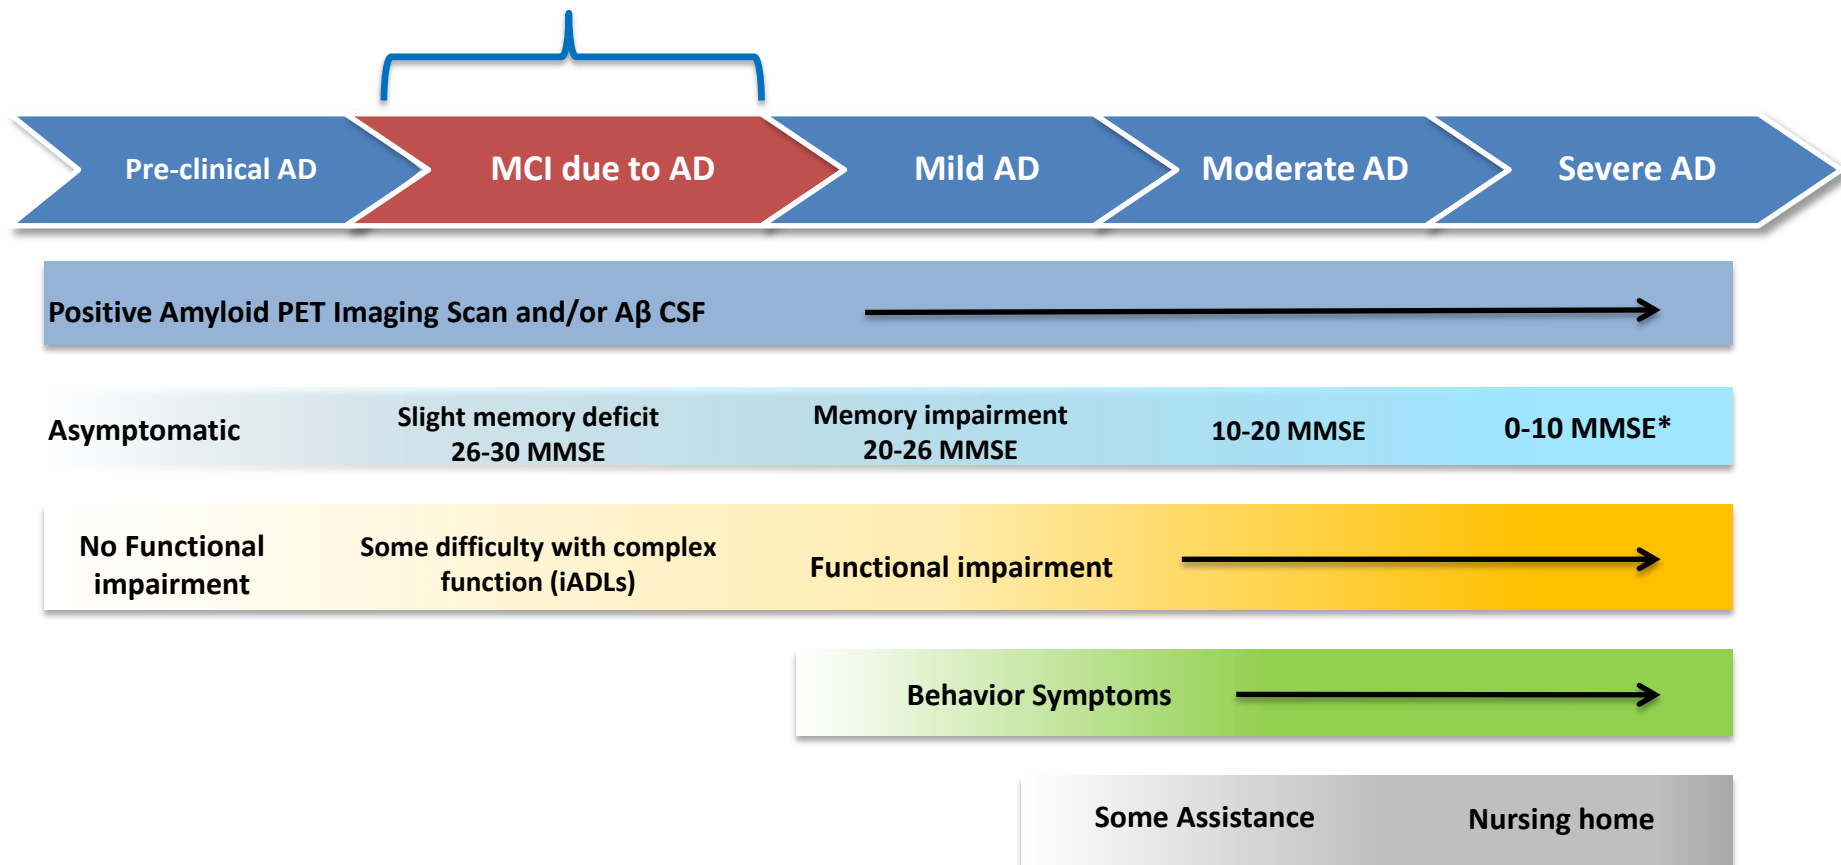 Pre-clinical AD
MCI due to AD
Mild AD
Moderate AD
Severe AD
Positive Amyloid PET Imaging Scan and/or Aβ CSF
Asymptomatic
Slight memory deficit
26-30 MMSE
Memory impairment
20-26 MMSE
10-20 MMSE
0-10 MMSE*
No Functional
impairment
Some difficulty with complex
function (iADLs)
Functional impairment
Behavior Symptoms
Some Assistance
Nursing home